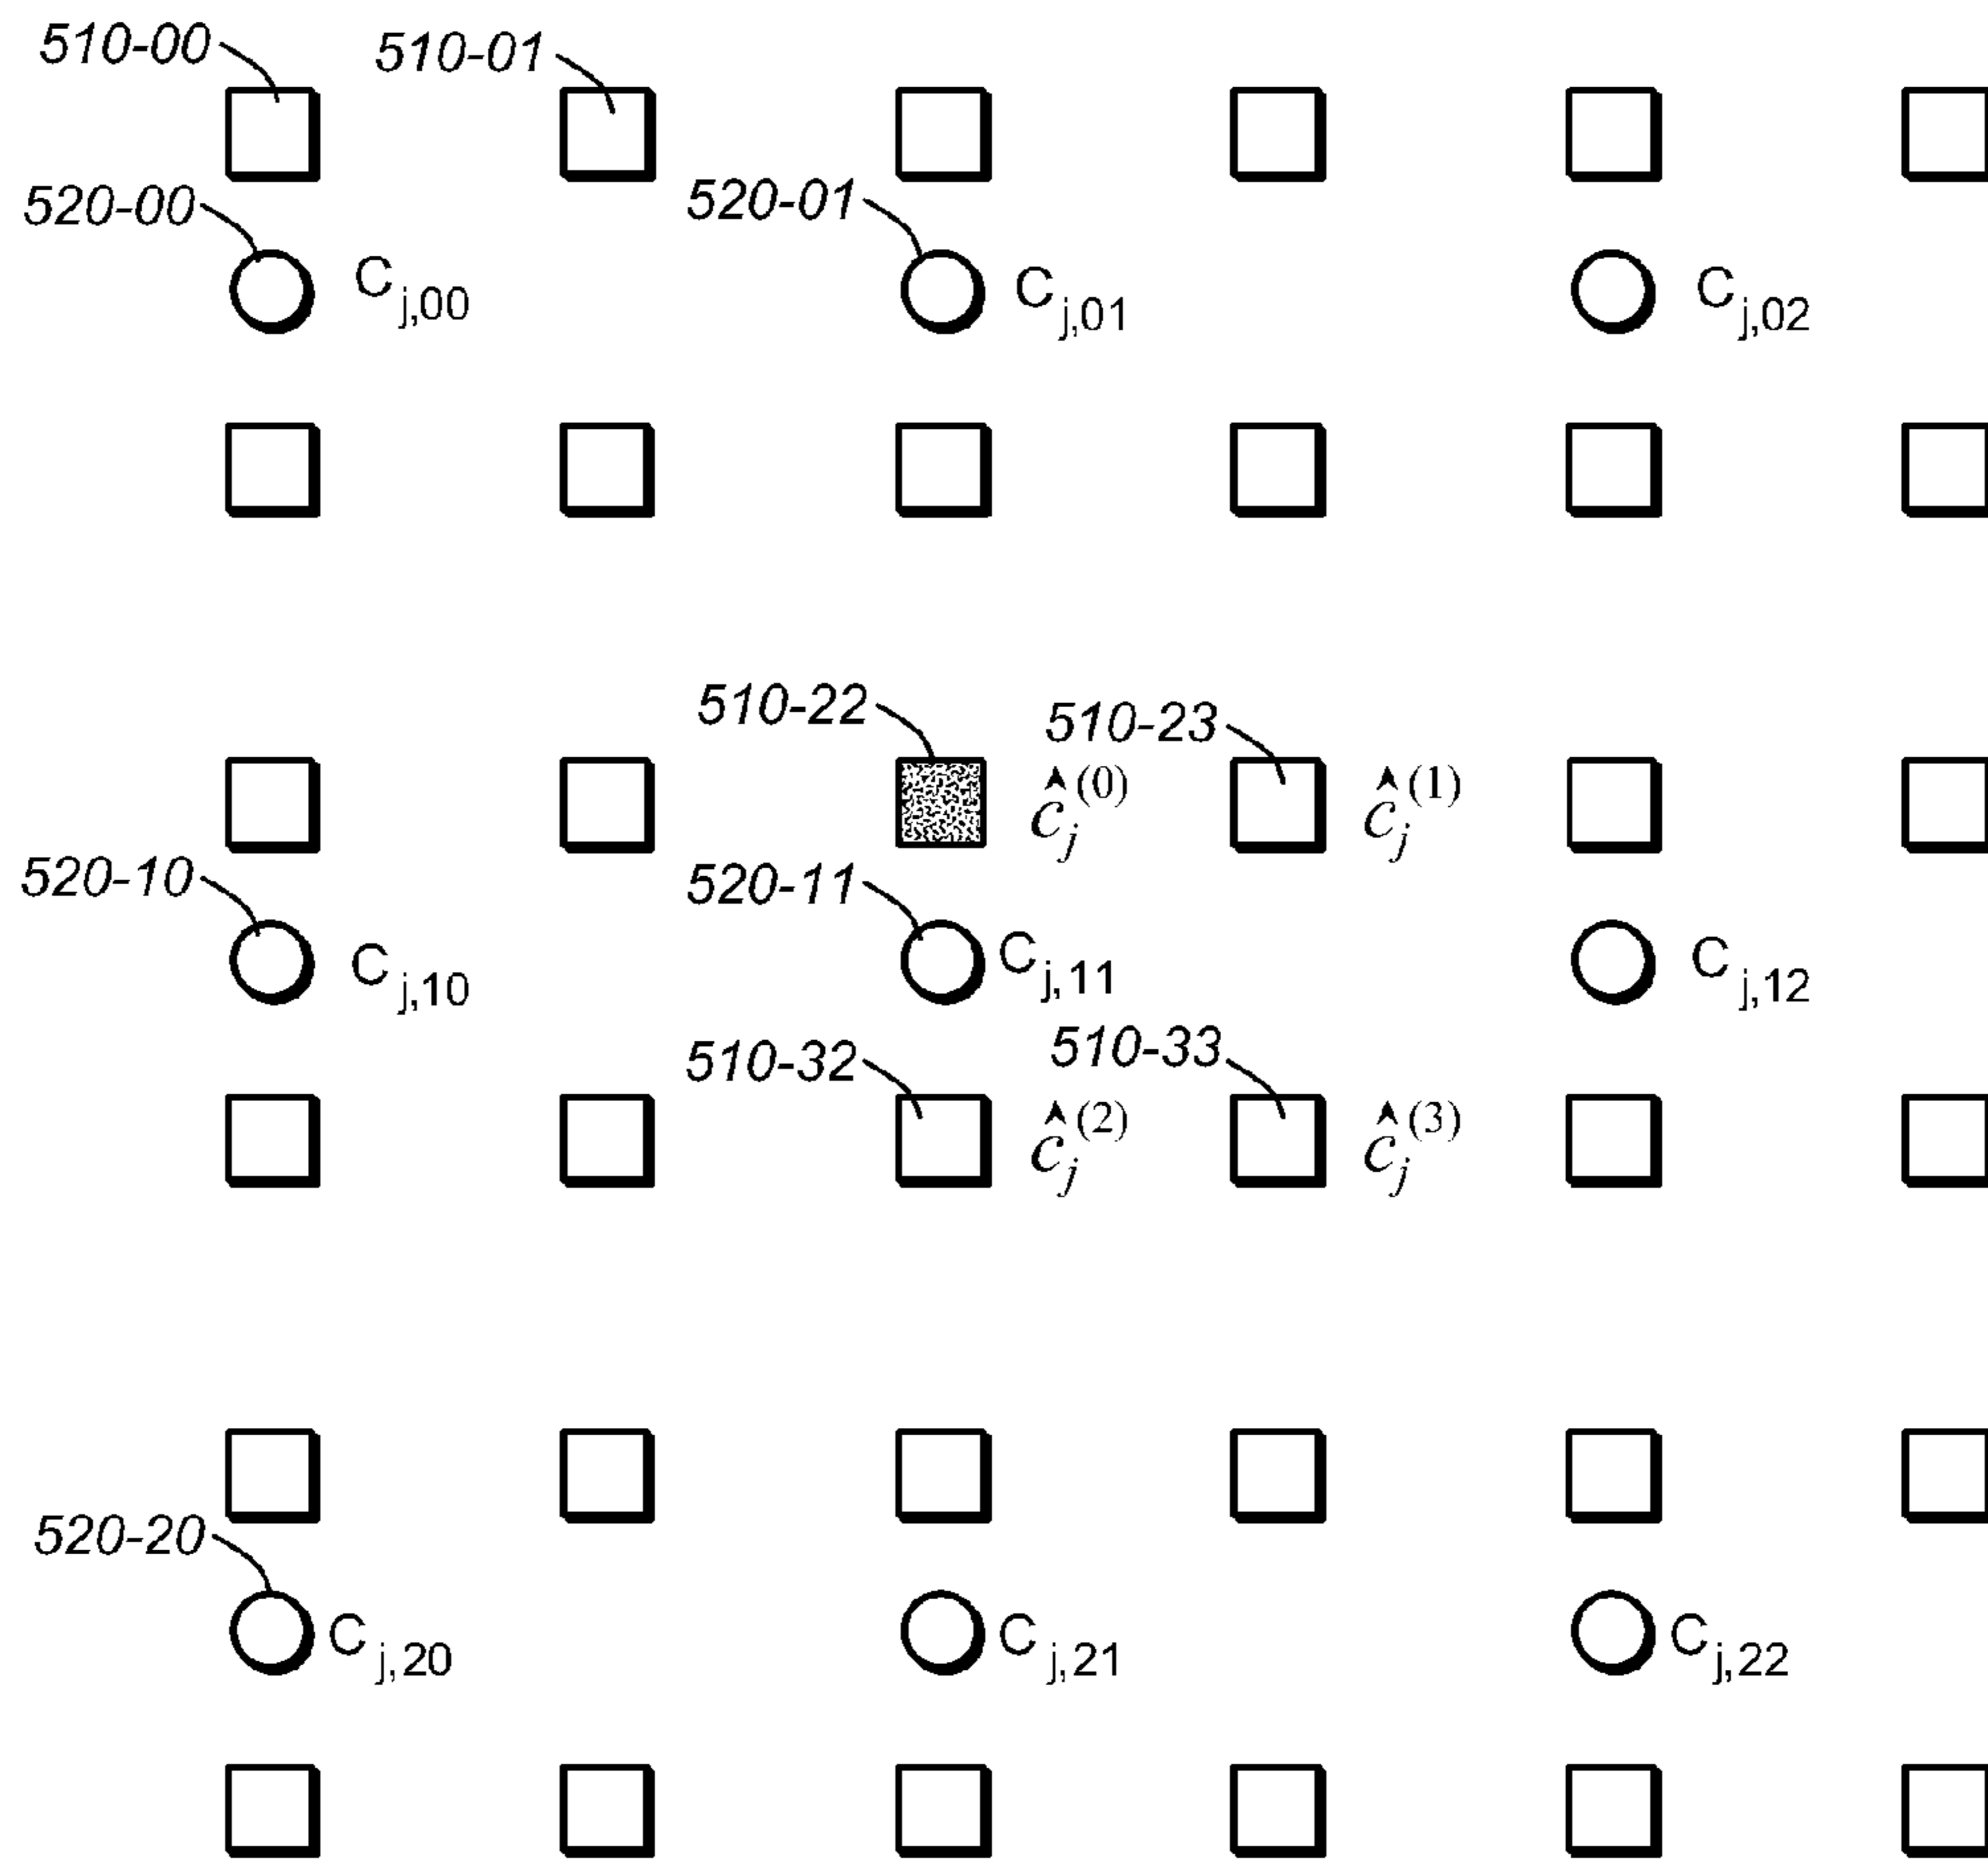 510-00
510-01
520-00
520-01
C j,00
C j,01
C j,02
510-22
510-23
ĉ j (0)
ĉ j (1)
520-10
520-11
C j,10
C j,11
C j,12
510-32
510-33
ĉ j (2)
ĉ j (3)
520-20
C j,20
C j,21
C j,22